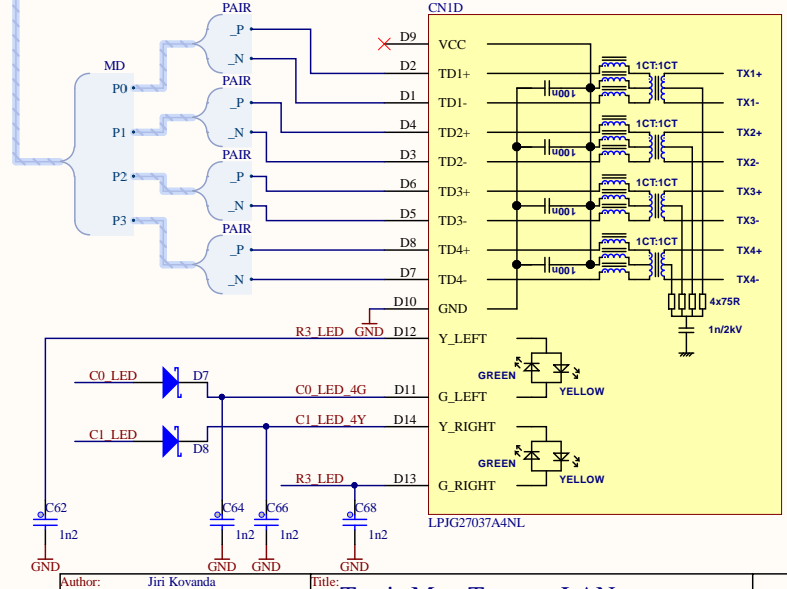 PAIR CN1D
_P D9 VCC
D2 TD1+ 1CT:1CT TX1+
MD _N
P0 PAIR 100n
D1 TD1- TX1-
_P D4 TD2+ 1CT:1CT TX2+
P1 _N 100n
PAIR D3 TD2- TX2-
P2 _P D6 TD3+ 1CT:1CT TX3+
_N 100n
D5 TD3- TX3-
P3 PAIR
_P D8 TD4+ 1CT:1CT TX4+
100n
_N D7 TD4- TX4-
D10 GND 4x75R
R3_LED GND D12 Y_LEFT 1n/2kV
C0_LED D7 GREEN
C0_LED_4G D11 G_LEFT YELLOW
C1_LED D8 C1_LED_4Y D14 Y_RIGHT
GREEN
R3_LED D13 G_RIGHT YELLOW
C62 C64 C66 C68
1n2 1n2 1n2 1n2
LPJG27037A4NL
GND GND GND GND
Author: Jiri Kovanda Title: